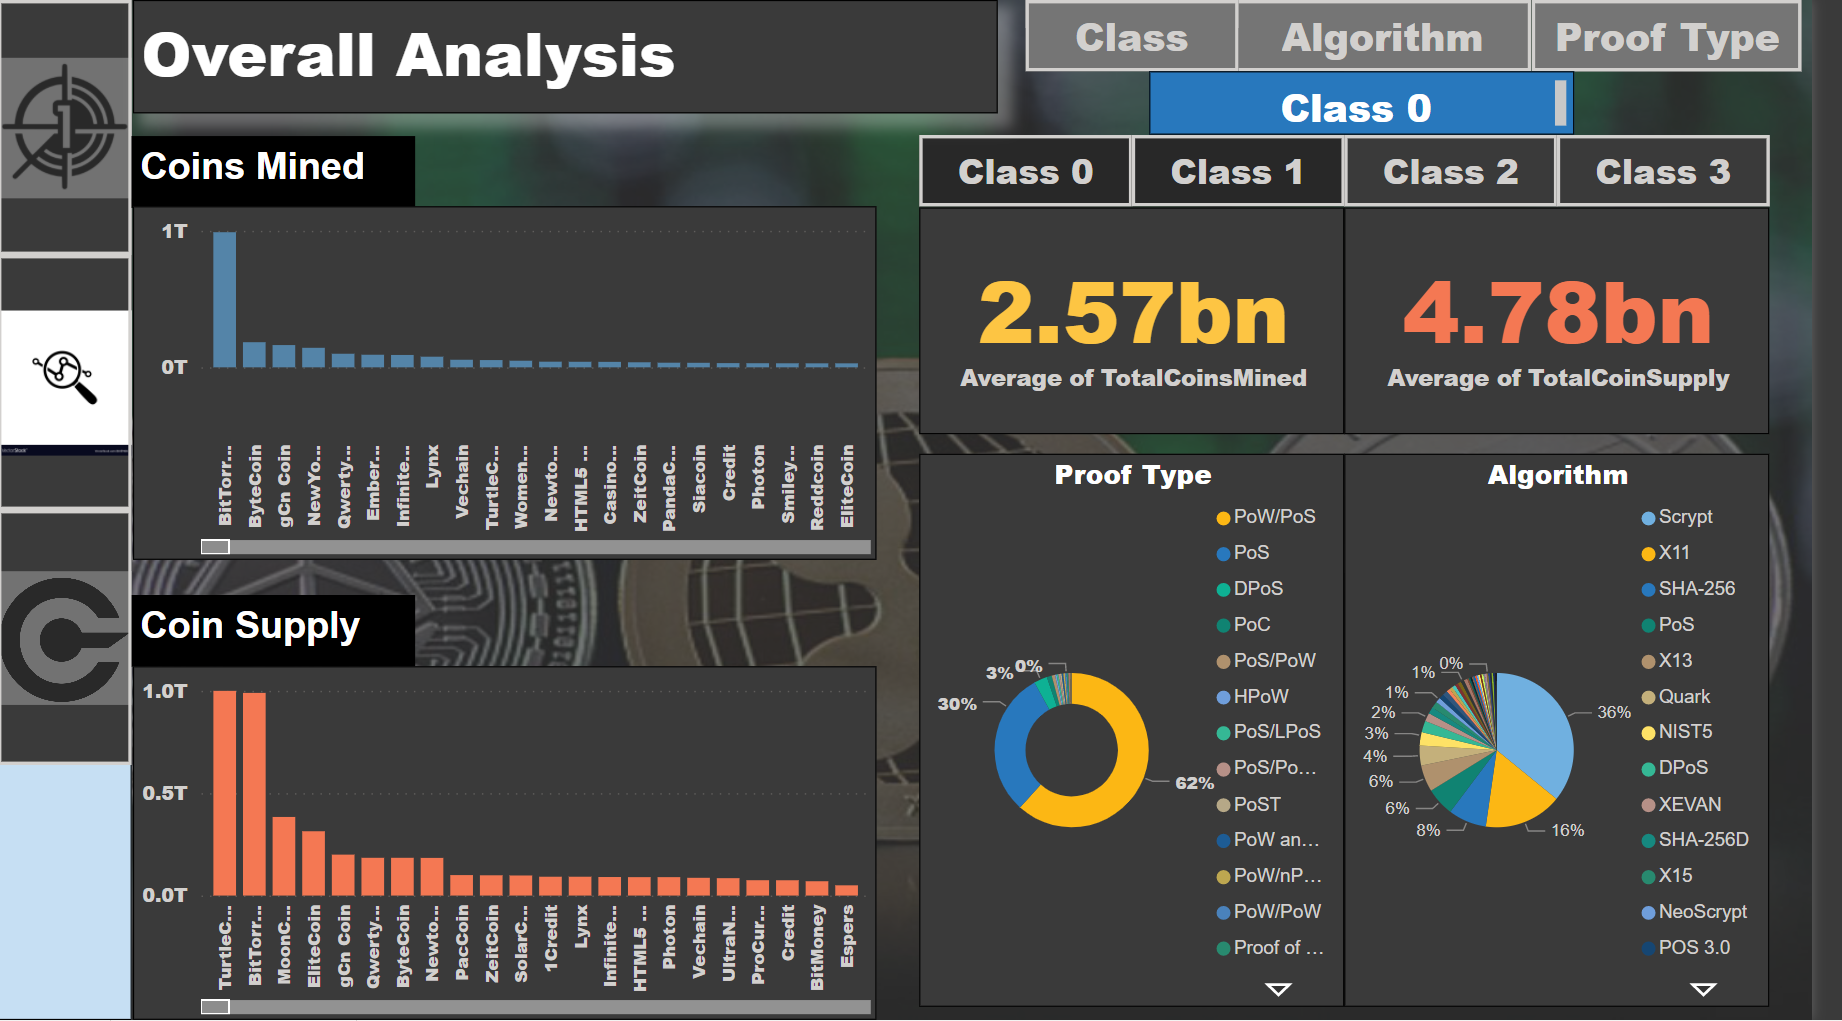 Overall Analysis
Class
Algorithm
Proof Type
Class 0
Class 0
Class 1
Class 2
Class 3
Coins Mined
1T
0T
BitTorr...
ByteCoin
gCn Coin
NewYo...
Qwerty...
Ember...
Infinite...
Lynx
Vechain
TurtleC...
Women...
Newto...
HTML5 ...
Casino...
ZeitCoin
PandaC...
Siacoin
Credit
Photon
Smiley...
Reddcoin
EliteCoin
2.57bn
Average of TotalCoinsMined
4.78bn
Average of TotalCoinSupply
Coin Supply
1.0T
0.5T
0.0T
TurtleC...
BitTorr...
MoonC...
EliteCoin
gCn Coin
Qwerty...
ByteCoin
Newto...
PacCoin
ZeitCoin
SolarC...
1Credit
Lynx
Infinite...
HTML5 ...
Photon
Vechain
UltraN...
ProCur...
Credit
BitMoney
Espers
Proof Type
3%
0%
30%
62%
PoW/PoS
PoS
DPoS
PoC
PoS/PoW
HPoW
PoS/LPoS
PoS/Po...
PoST
PoW an...
PoW/nP...
PoW/PoW
Proof of ...
Algorithm
0%
1%
1%
2%
3%
4%
6%
6%
8%
16%
36%
Scrypt
X11
SHA-256
PoS
X13
Quark
NIST5
DPoS
XEVAN
SHA-256D
X15
NeoScrypt
POS 3.0